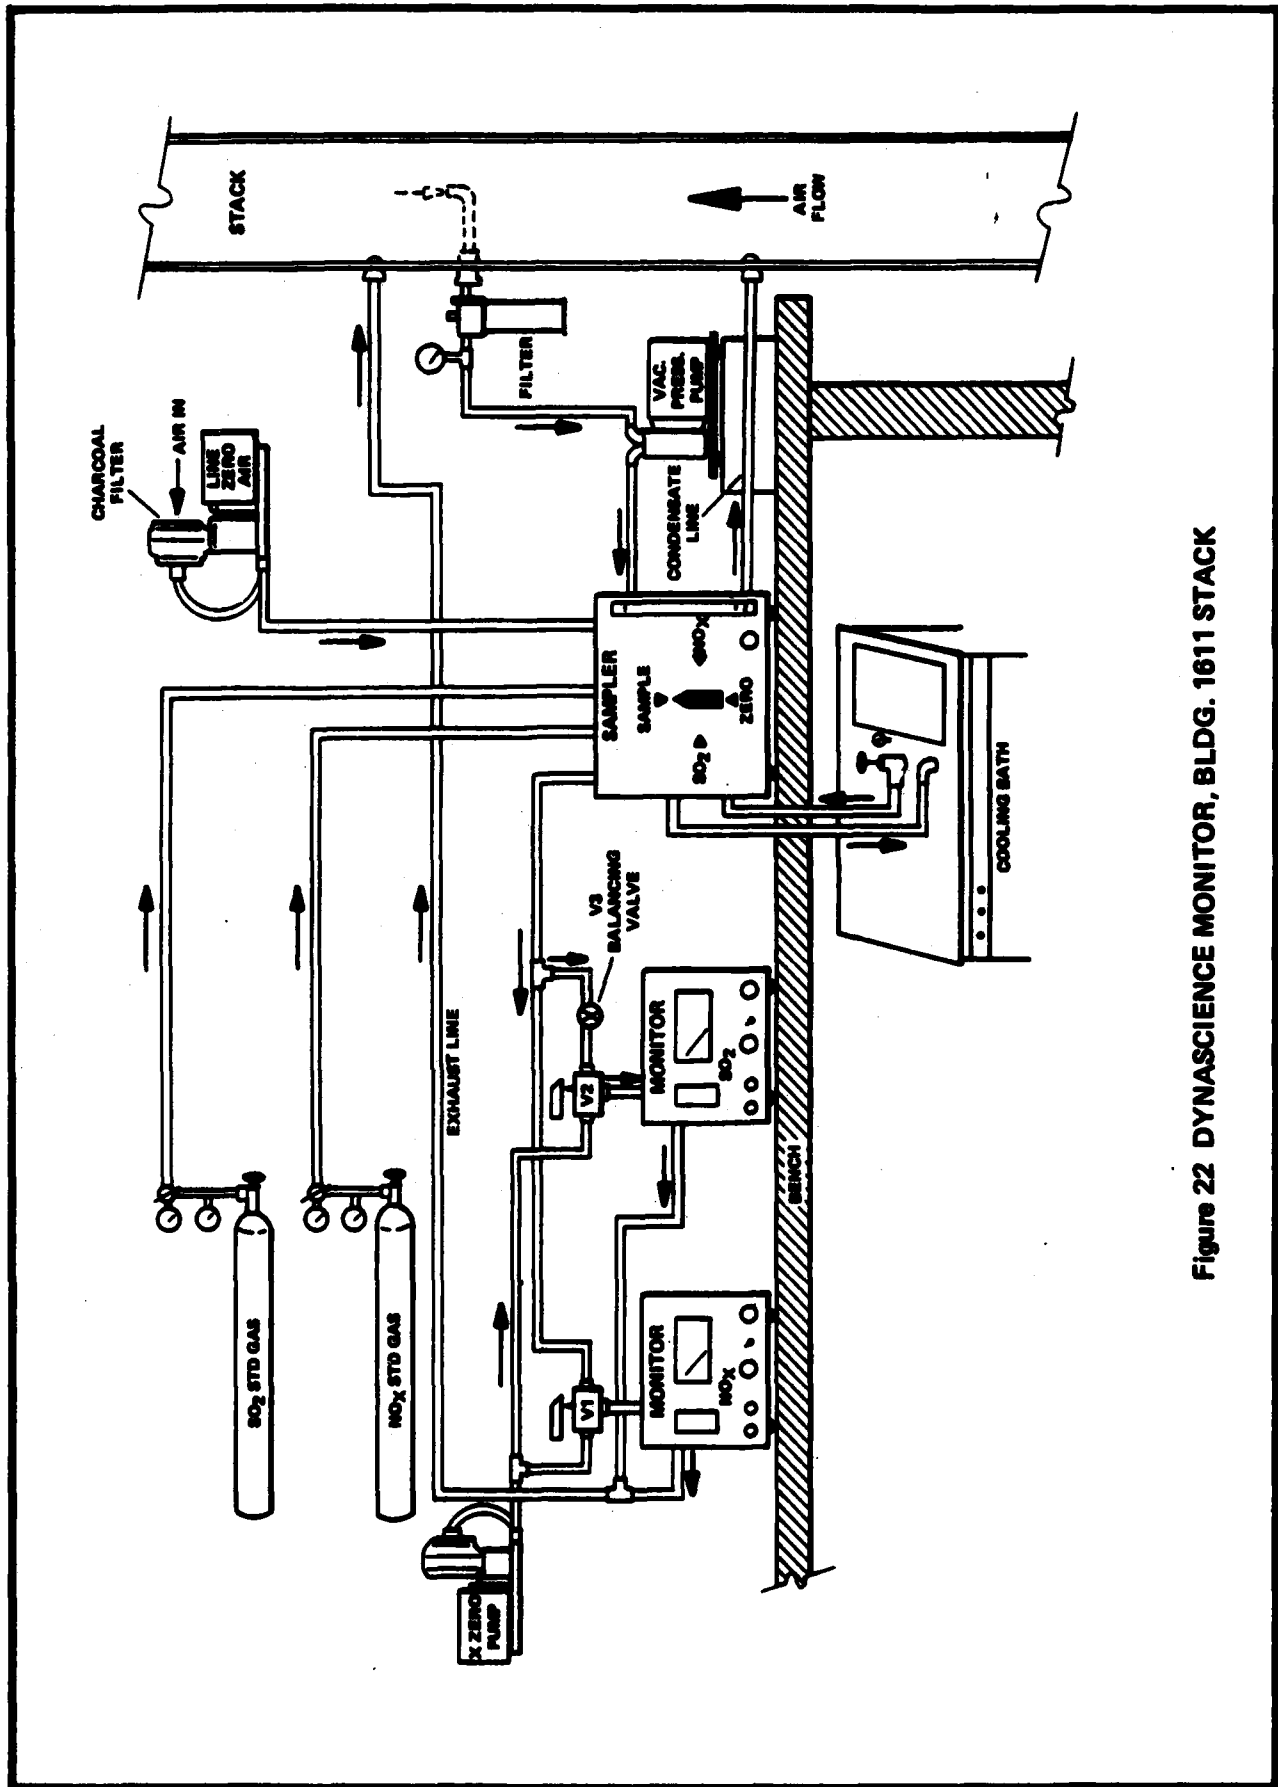 STACK
AIR
FLOW
CHARCOAL
FILTER
AIR IN
LINE
ZERO
AIR
FILTER
VAC.
PRESS.
PUMP
CONDENSATE
LINE
SAMPLER
SAMPLE
NOX
SO2
ZERO
COOLING BATH
V3
BALANCING
VALVE
EXHAUST LINE
V2
MONITOR
SO2
BENCH
SO2 STD GAS
NOX STD GAS
V1
MONITOR
NOX
X ZERO
PUMP
Figure 22 DYNASCIENCE MONITOR, BLDG. 1611 STACK